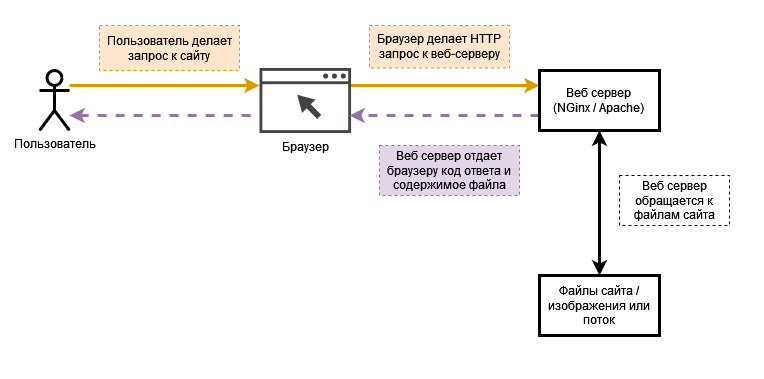 Пользователь делает
запрос к сайту
Браузер делает HTTP
запрос к веб-серверу
Веб сервер
(NGinx / Apache)
Пользователь
Браузер
Веб сервер отдает
браузеру код ответа и
содержимое файла
Веб сервер
обращается к
файлам сайта
Файлы сайта /
изображения или
поток